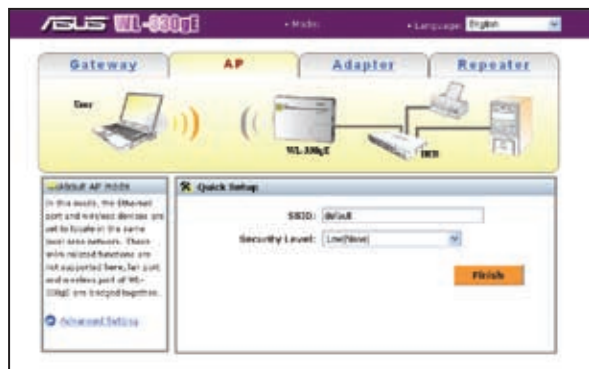 ASUS WL-330gE
• Mode: • Language: English
Gateway AP Adapter Repeater
User
WL-330gE
HUB
About AP mode
In this mode, the Ethernet
port and wireless devices are
set to locate in the same
local area network. Those
WAN related functions are
not supported here, LAN port
and wireless port of WL-
330gE are bridged together.
Advanced Setting
Quick Setup
SSID: default
Security Level: Low(None)
Finish